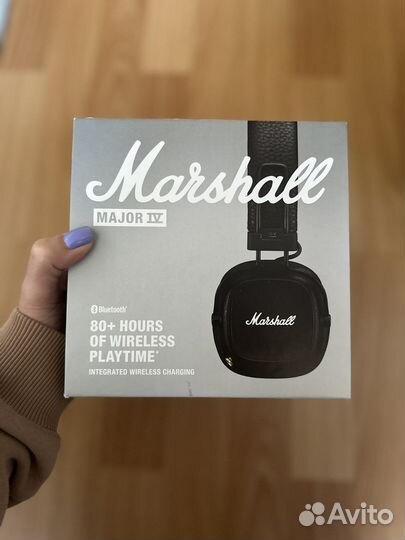 Marshall
MAJOR IV
Bluetooth®
80+ HOURS
OF WIRELESS
PLAYTIME*
INTEGRATED WIRELESS CHARGING
Marshall
Avito